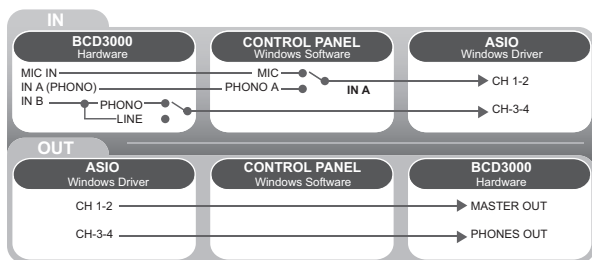 IN
BCD3000
Hardware
CONTROL PANEL
Windows Software
ASIO
Windows Driver
MIC IN
MIC
IN A (PHONO)
PHONO A
IN A
CH 1-2
IN B
PHONO
LINE
CH-3-4
OUT
ASIO
Windows Driver
CONTROL PANEL
Windows Software
BCD3000
Hardware
CH 1-2
MASTER OUT
CH-3-4
PHONES OUT